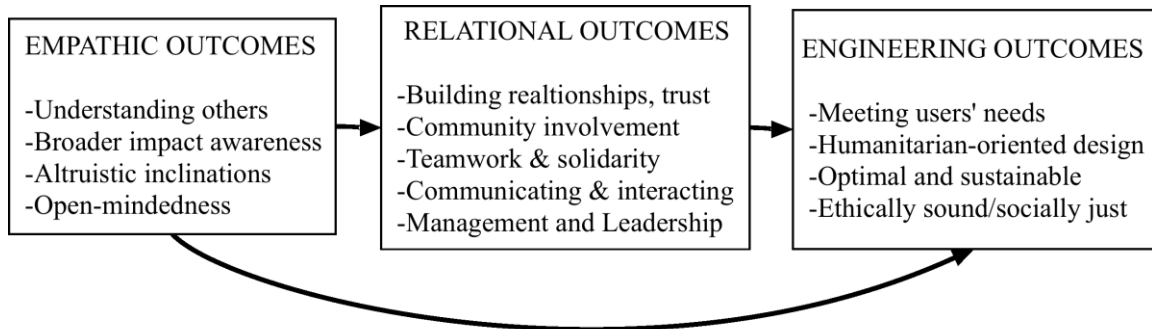 EMPATHIC OUTCOMES
-Understanding others
-Broader impact awareness
-Altruistic inclinations
-Open-mindedness
RELATIONAL OUTCOMES
-Building realtionships, trust
-Community involvement
-Teamwork & solidarity
-Communicating & interacting
-Management and Leadership
ENGINEERING OUTCOMES
-Meeting users' needs
-Humanitarian-oriented design
-Optimal and sustainable
-Ethically sound/socially just